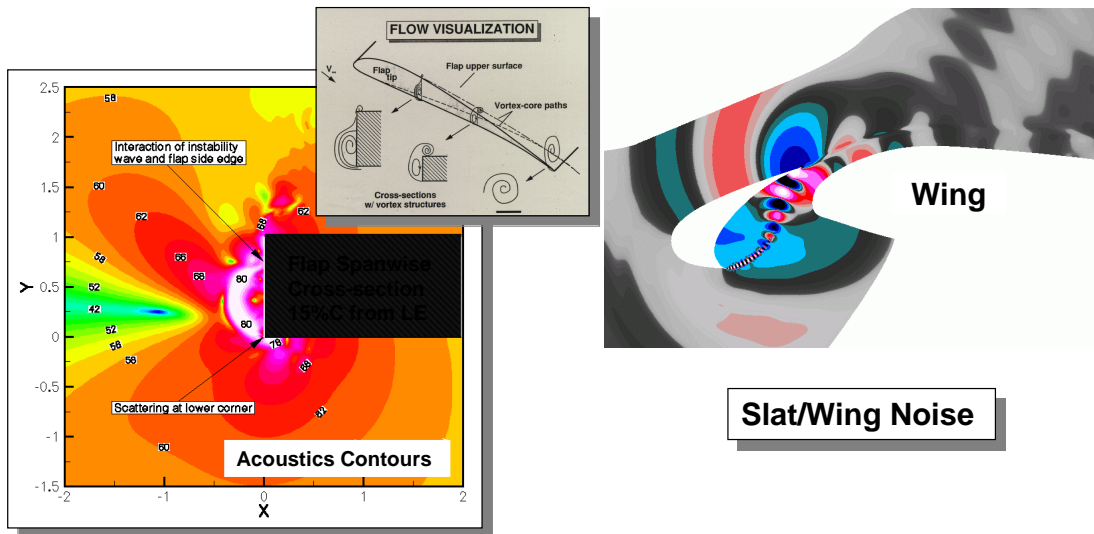 FLOW VISUALIZATION
V∞
Flap
tip
Flap upper surface
Vortex-core paths
Cross-sections
w/ vortex structures
2.5
2
1.5
1
0.5
0
-0.5
-1
-1.5
Y
-2
-1
0
1
2
X
58
Interaction of instability
wave and flap side edge
60
62
62
68
66
68
58
52
42
52
58
56
80
80
78
68
62
60
Flap Spanwise
Cross-section
15%C from LE
Scattering at lower corner
Acoustics Contours
Wing
Slat/Wing Noise